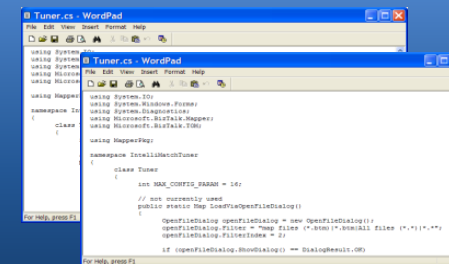 Tuner.cs - WordPad
File Edit View Insert Format Help
using System.IO;
using System
using System
using Micros
using Micros
using Mapper
namespace In
{
class T
{
For Help, press F1
Tuner.cs - WordPad
File Edit View Insert Format Help
using System.IO;
using System.Windows.Forms;
using System.Diagnostics;
using Microsoft.BizTalk.Mapper;
using Microsoft.BizTalk.TOM;
using MapperPkg;
namespace IntelliMatchTuner
{
class Tuner
{
int MAX_CONFIG_PARAM = 16;
// not currently used
public static Map LoadViaOpenFileDialog()
{
OpenFileDialog openFileDialog = new OpenFileDialog();
openFileDialog.Filter = "map files (*.btm)|*.btm|All files (*.*)|*.*";
openFileDialog.FilterIndex = 2;
if (openFileDialog.ShowDialog() == DialogResult.OK)
For Help, press F1